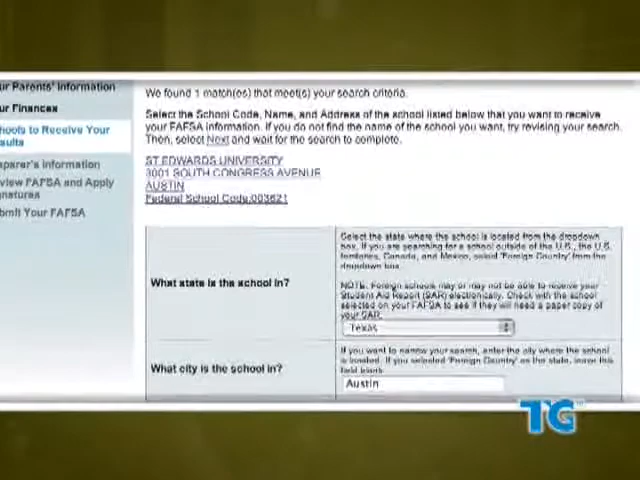 ur Parents' Information
ur Finances
hools to Receive Your
sults
eparer's Information
view FAFSA and Apply
gnatures
bmit Your FAFSA
We found 1 match(es) that meet(s) your search criteria.
Select the School Code, Name, and Address of the school listed below that you want to receive
your FAFSA information. If you do not find the name of the school you want, try revising your search.
Then, select Next and wait for the search to complete.
ST EDWARDS UNIVERSITY
3001 SOUTH CONGRESS AVENUE
AUSTIN
Federal School Code:003621
What state is the school in?
Select the state where the school is located from the dropdown
box. If you are searching for a school outside of the U.S., the U.S.
territories, Canada, and Mexico, select 'Foreign Country' from the
dropdown box.
NOTE: Foreign schools may or may not be able to receive your
Student Aid Report (SAR) electronically. Check with the school
selected on your FAFSA to see if they will need a paper copy of
your SAR.
Texas
What city is the school in?
If you want to narrow your search, enter the city where the school
is located. If you selected 'Foreign Country' as the state, leave this
field blank.
Austin
TG